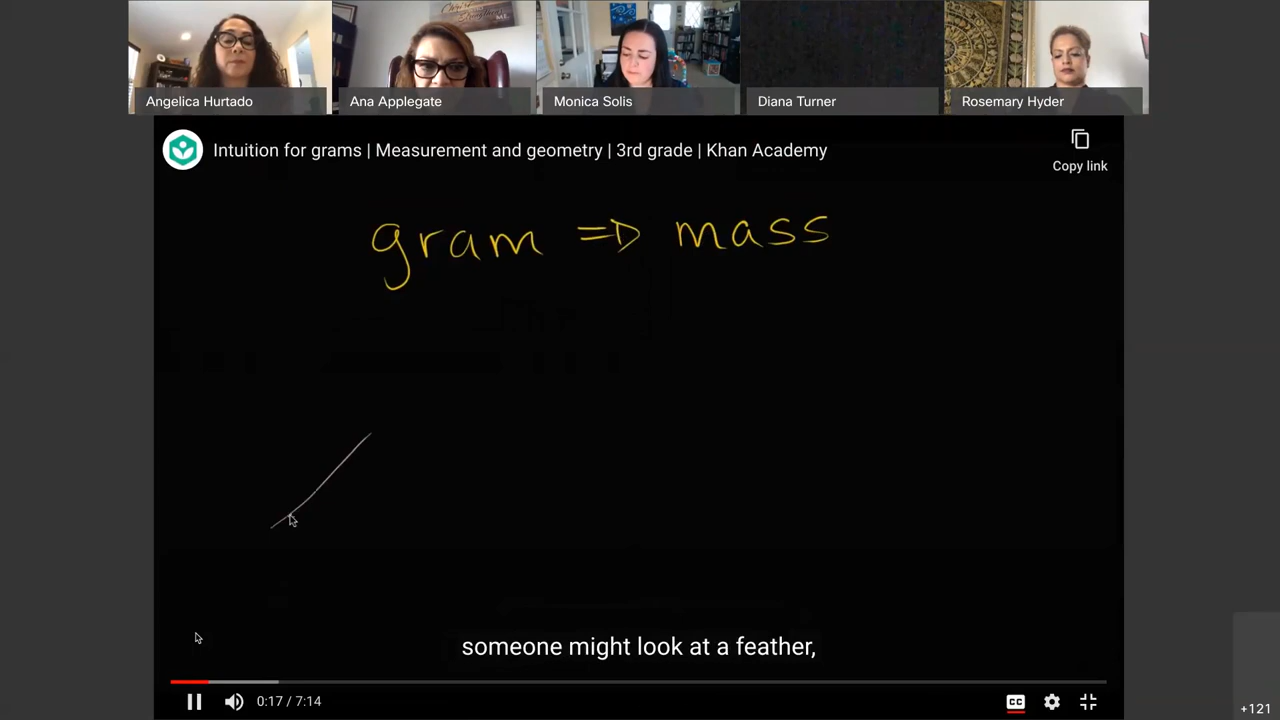 Angelica Hurtado
Ana Applegate
Monica Solis
Diana Turner
Rosemary Hyder
Intuition for grams | Measurement and geometry | 3rd grade | Khan Academy
Copy link
gram => mass
someone might look at a feather,
0:17 / 7:14
CC
+121